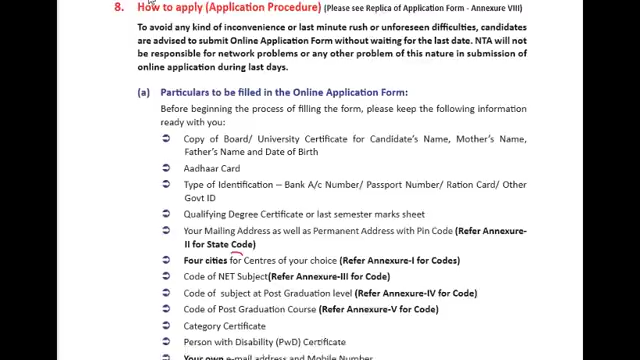 8. How to apply (Application Procedure) (Please see Replica of Application Form - Annexure VIII)
To avoid any kind of inconvenience or last minute rush or unforeseen difficulties, candidates
are advised to submit Online Application Form without waiting for the last date. NTA will not
be responsible for network problems or any other problem of this nature in submission of
online application during last days.
(a) Particulars to be filled in the Online Application Form:
Before beginning the process of filling the form, please keep the following information
ready with you:
Copy of Board/ University Certificate for Candidate's Name, Mother's Name,
Father's Name and Date of Birth
Aadhaar Card
Type of Identification – Bank A/c Number/ Passport Number/ Ration Card/ Other
Govt ID
Qualifying Degree Certificate or last semester marks sheet
Your Mailing Address as well as Permanent Address with Pin Code (Refer Annexure-
II for State Code)
Four cities for Centres of your choice (Refer Annexure-I for Codes)
Code of NET Subject(Refer Annexure-III for Code)
Code of subject at Post Graduation level (Refer Annexure-IV for Code)
Code of Post Graduation Course (Refer Annexure-V for Code)
Category Certificate
Person with Disability (PwD) Certificate
Your own e-mail address and Mobile Number